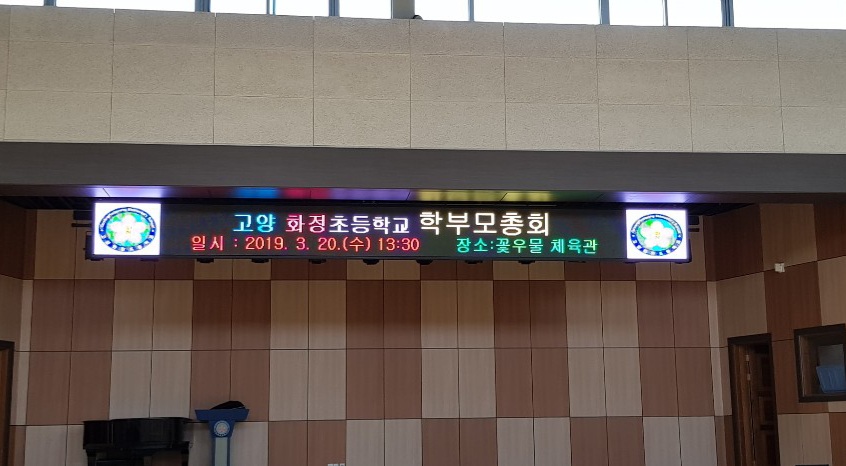 고양 화정초등학교 학부모총회
일시 : 2019. 3. 20.(수) 13:30 장소:꽃우물 체육관